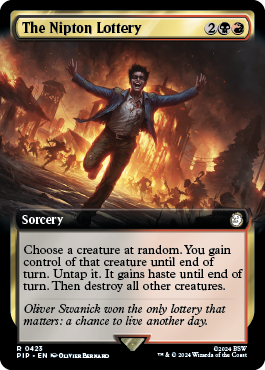 The Nipton Lottery 2
Sorcery
Choose a creature at random. You gain
control of that creature until end of
turn. Untap it. It gains haste until end of
turn. Then destroy all other creatures.
Oliver Swanick won the only lottery that
matters: a chance to live another day.
R 0423
PIP • EN Olivier Bernard
©2024 BSW
™ & © 2024 Wizards of the Coast